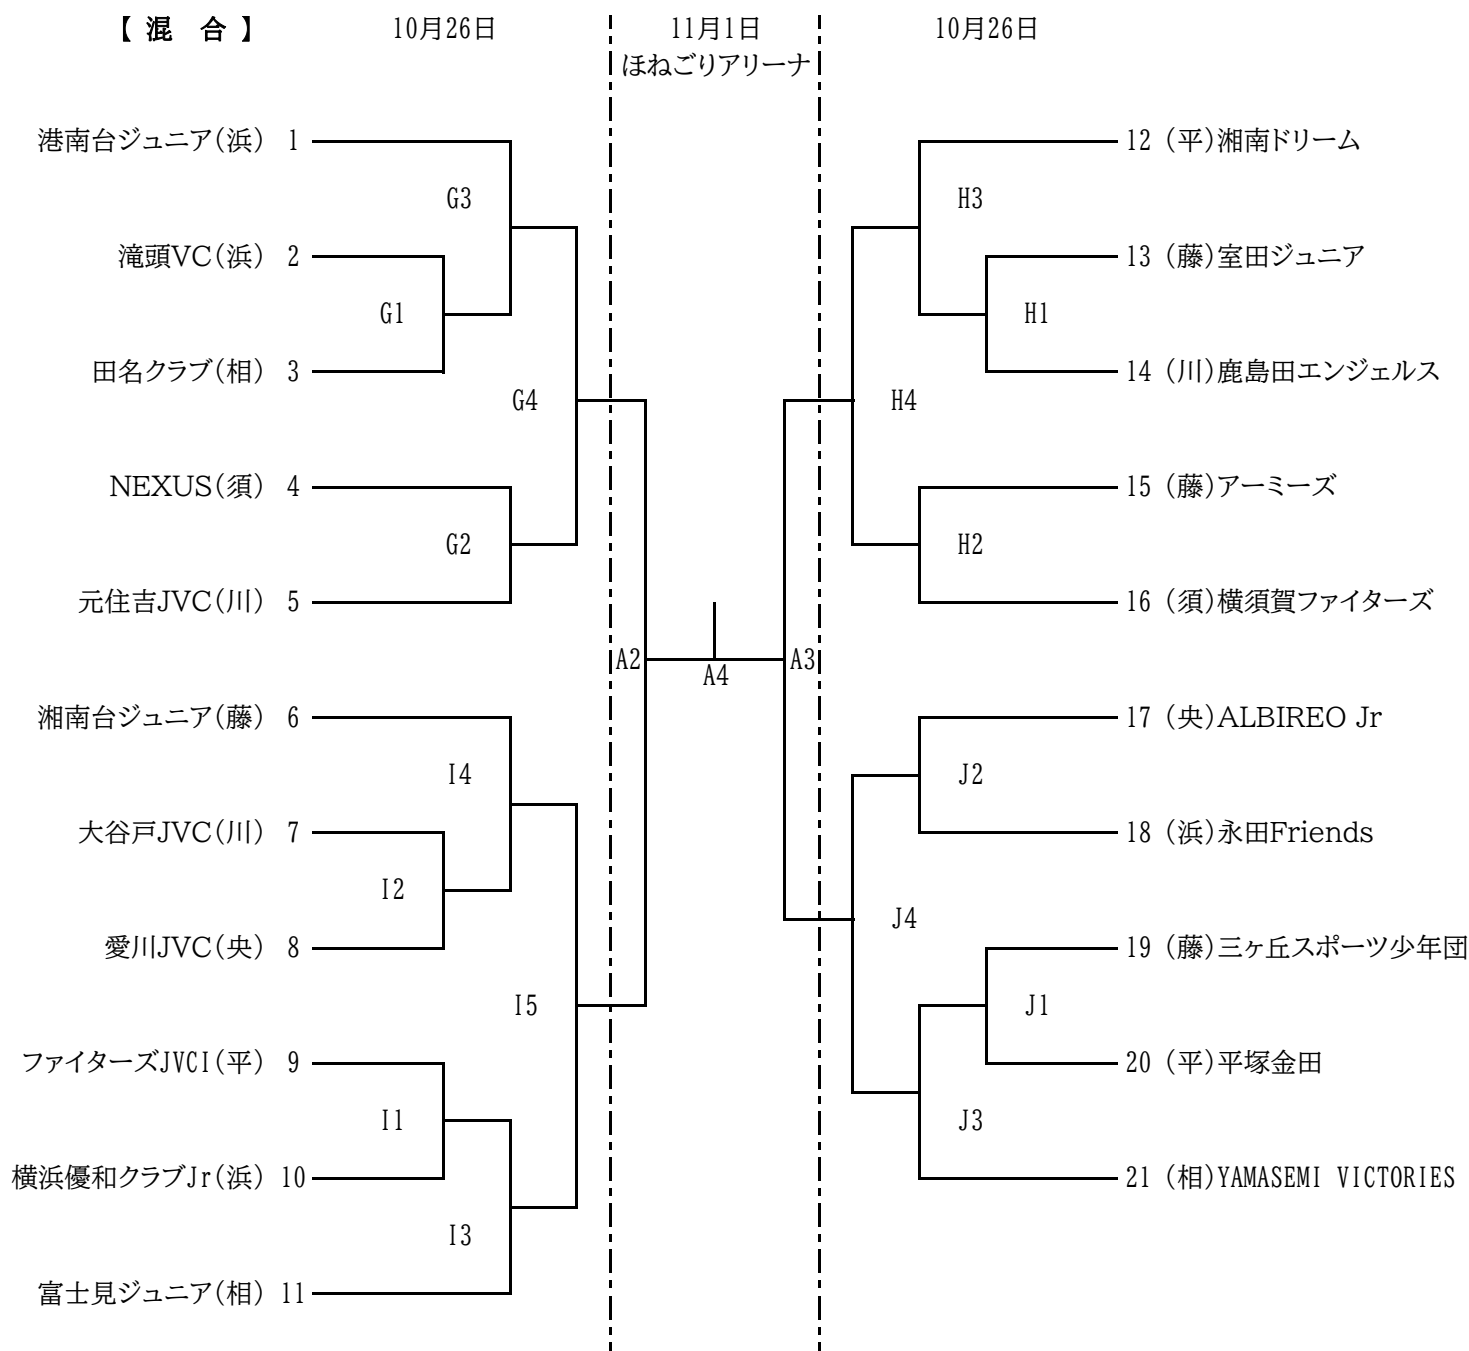 【 混 合 】 10月26日 11月1日 10月26日
ほねごりアリーナ
港南台ジュニア(浜) 1
12 (平)湘南ドリーム
G3
H3
滝頭VC(浜) 2
13 (藤)室田ジュニア
G1
H1
田名クラブ(相) 3
14 (川)鹿島田エンジェルス
G4
H4
NEXUS(須) 4
15 (藤)アーミーズ
G2
H2
元住吉JVC(川) 5
16 (須)横須賀ファイターズ
A2
A4
A3
湘南台ジュニア(藤) 6
17 (央)ALBIREO Jr
I4
J2
大谷戸JVC(川) 7
18 (浜)永田Friends
I2
J4
愛川JVC(央) 8
19 (藤)三ヶ丘スポーツ少年団
I5
J1
ファイターズJVCI(平) 9
20 (平)平塚金田
I1
J3
横浜優和クラブJr(浜) 10
21 (相)YAMASEMI VICTORIES
I3
富士見ジュニア(相) 11